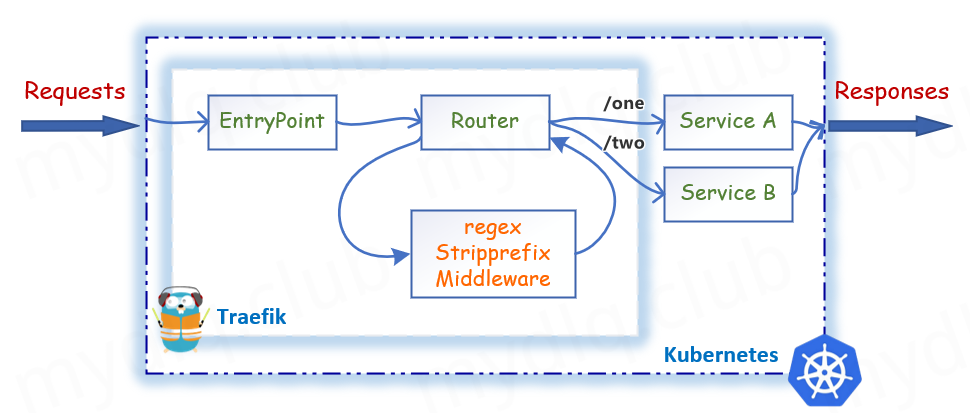 Requests
EntryPoint
Router
/one
/two
Service A
Service B
Responses
regex
Stripprefix
Middleware
Traefik
Kubernetes